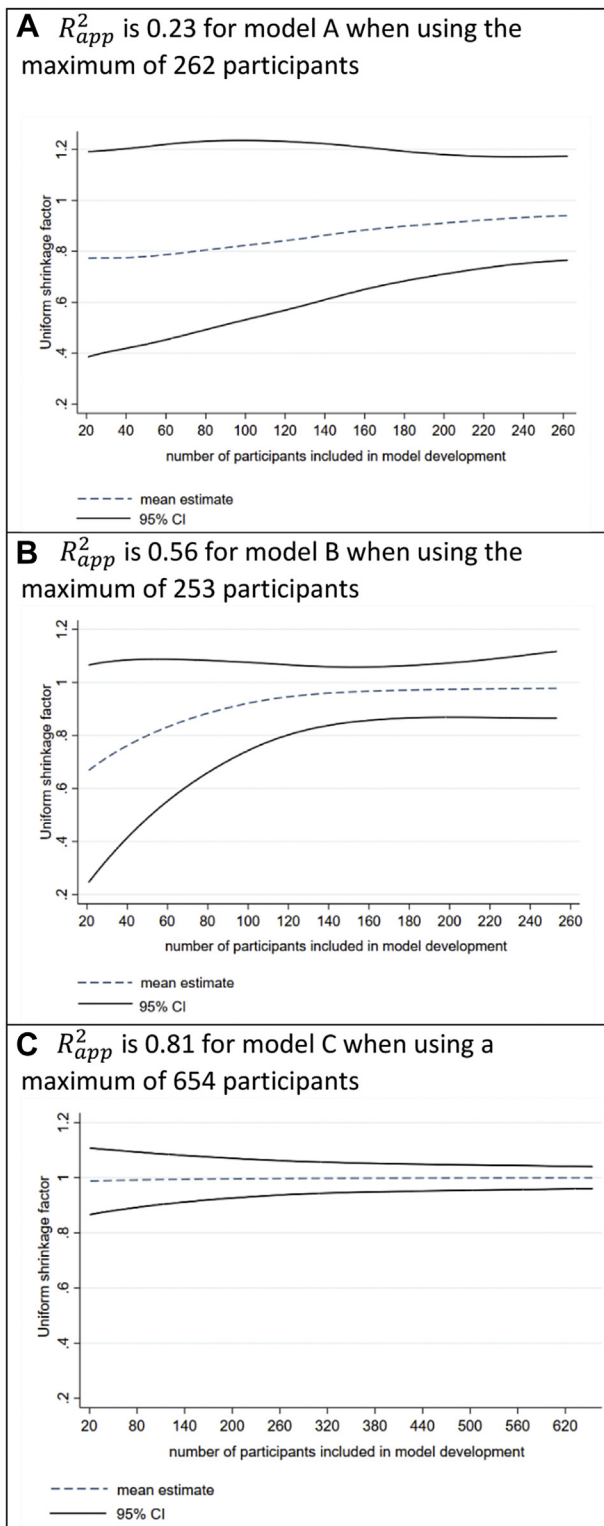 A R²app is 0.23 for model A when using the
maximum of 262 participants
Uniform shrinkage factor
1.2
1
.8
.6
.4
.2
20 40 60 80 100 120 140 160 180 200 220 240 260
number of participants included in model development
mean estimate
95% CI
B R²app is 0.56 for model B when using the
maximum of 253 participants
Uniform shrinkage factor
1.2
1
.8
.6
.4
.2
20 40 60 80 100 120 140 160 180 200 220 240 260
number of participants included in model development
mean estimate
95% CI
C R²app is 0.81 for model C when using a
maximum of 654 participants
Uniform shrinkage factor
1.2
1
.8
.6
.4
.2
20 80 140 200 260 320 380 440 500 560 620
number of participants included in model development
mean estimate
95% CI